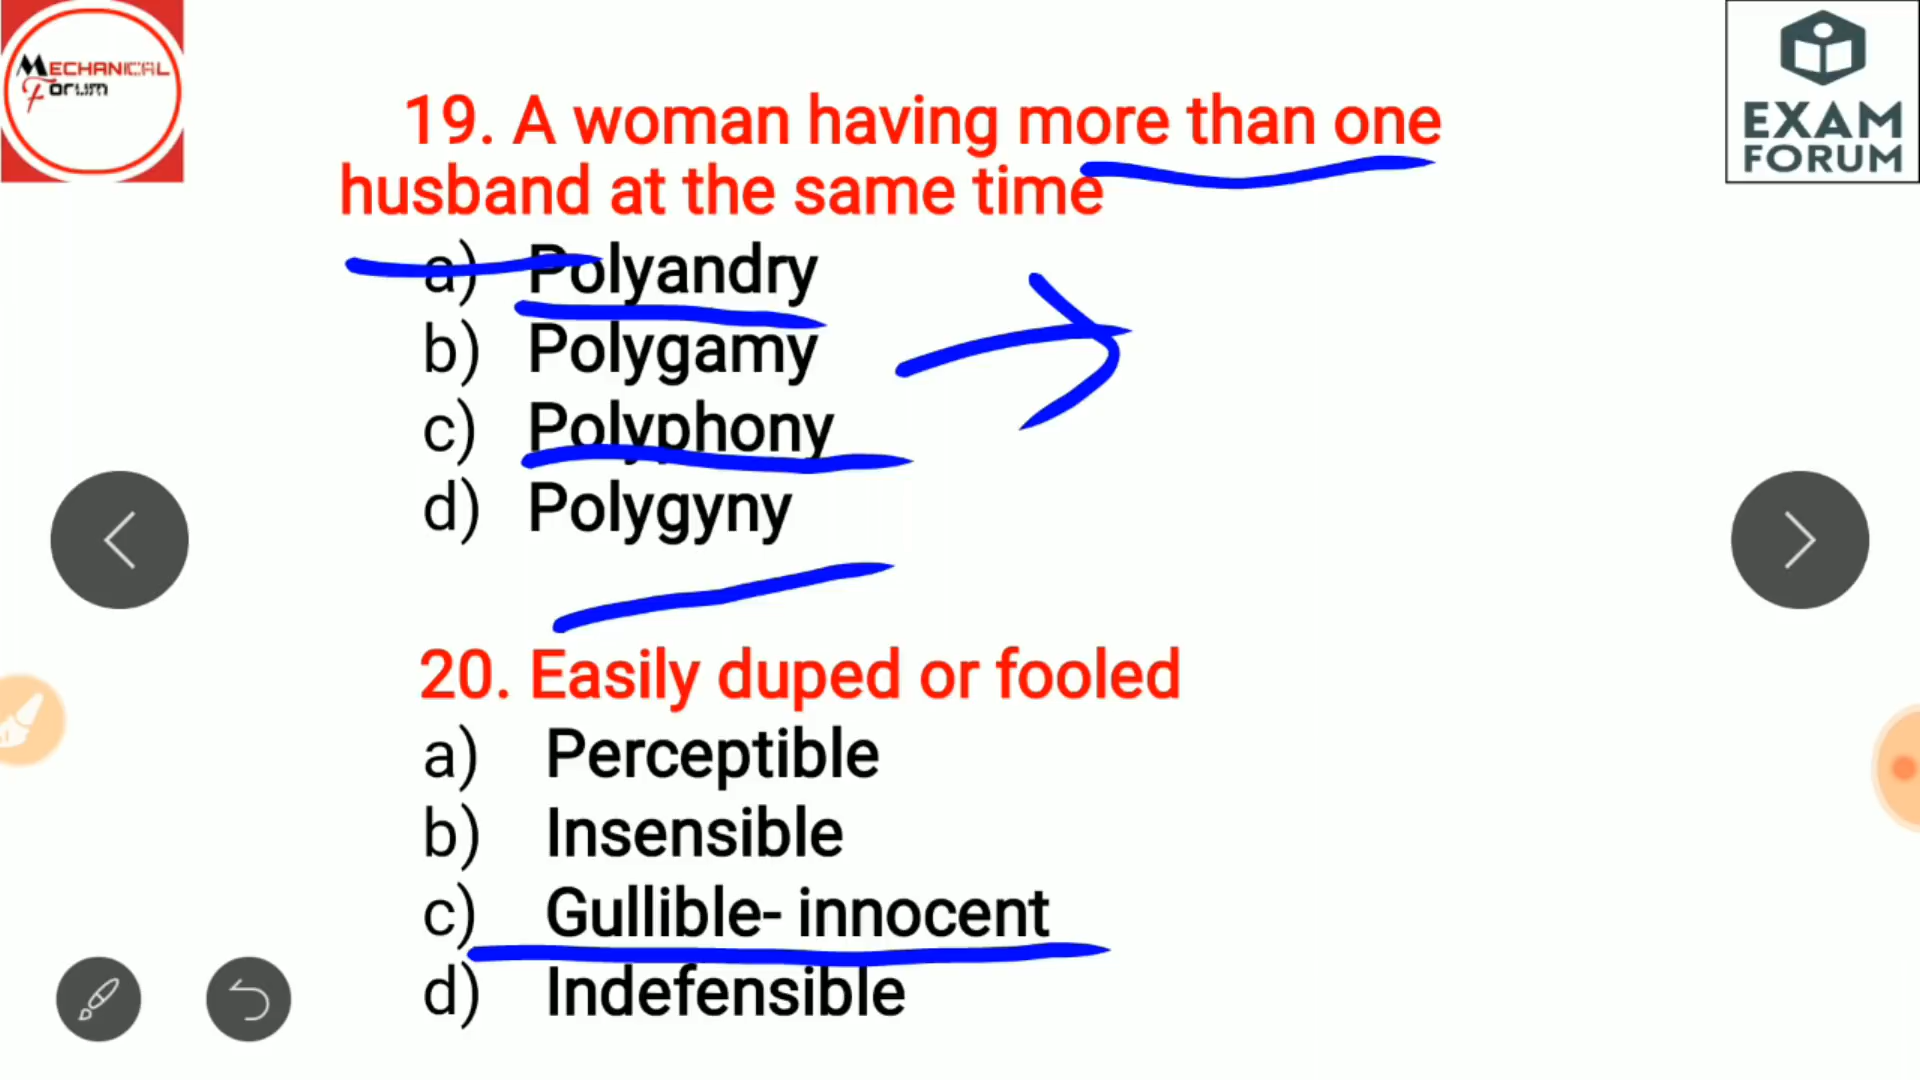 MECHANICAL
Forum
EXAM
FORUM
19. A woman having more than one
husband at the same time
a) Polyandry
b) Polygamy
c) Polyphony
d) Polygyny
20. Easily duped or fooled
a) Perceptible
b) Insensible
c) Gullible- innocent
d) Indefensible